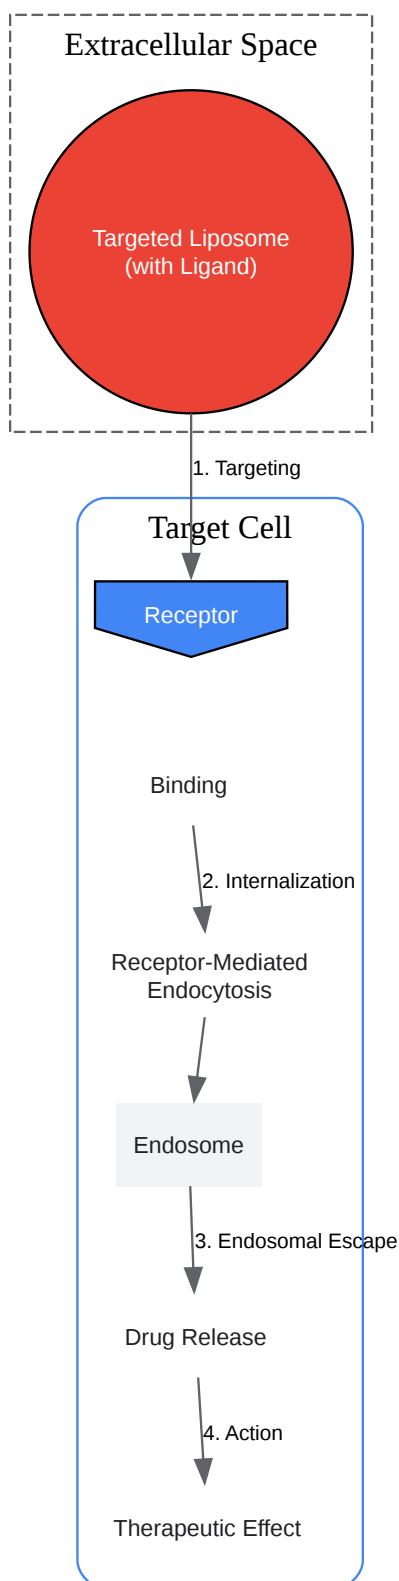 Extracellular Space
Targeted Liposome
(with Ligand)
1. Targeting
Target Cell
Receptor
Binding
2. Internalization
Receptor-Mediated
Endocytosis
Endosome
3. Endosomal Escape
Drug Release
4. Action
Therapeutic Effect